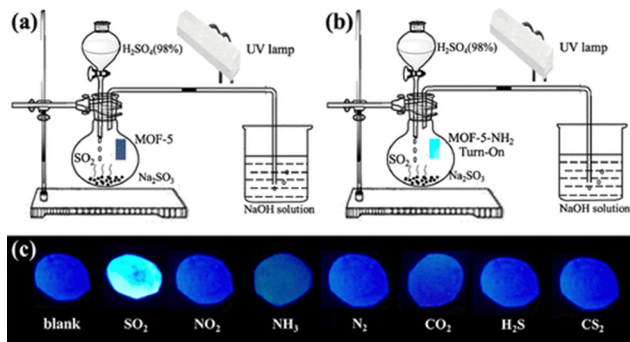 (a)
H₂SO₄(98%)
UV lamp
MOF-5
SO₂
Na₂SO₃
NaOH solution
(b)
H₂SO₄(98%)
UV lamp
MOF-5-NH₂
Turn-On
SO₂
Na₂SO₃
NaOH solution
(c)
blank SO₂ NO₂ NH₃ N₂ CO₂ H₂S CS₂